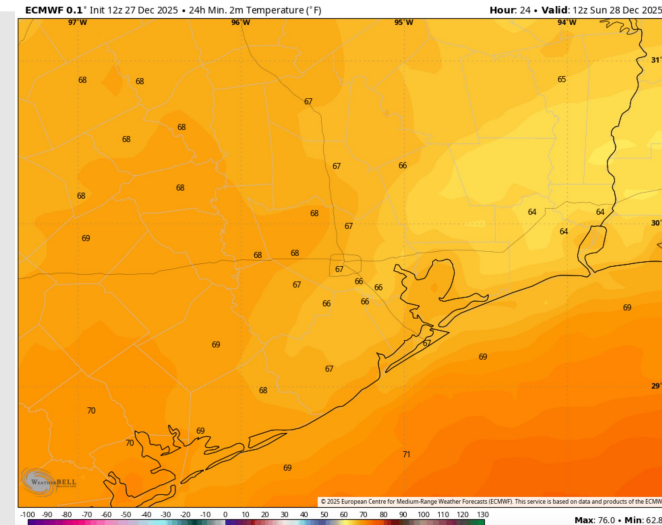 ECMWF 0.1° Init 12z 27 Dec 2025 • 24h Min. 2m Temperature (°F)
Hour: 24 • Valid: 12z Sun 28 Dec 2025
97°W 96°W 95°W 94°W
31°
68 68 65
67
68 68
67 66
68 68
68 67 64 64
69 64
30°
68 68
67
67 66 66
66 66
69
69 67 69
67
29°
68
70
69
70
71
69
WEATHERBELL
© 2025 European Centre for Medium-Range Weather Forecasts (ECMWF). This service is based on data and products of the ECMW
-100 -90 -80 -70 -60 -50 -40 -30 -20 -10 0 10 20 30 40 50 60 70 80 90 100 110 120 130
Max: 76.0 • Min: 62.8